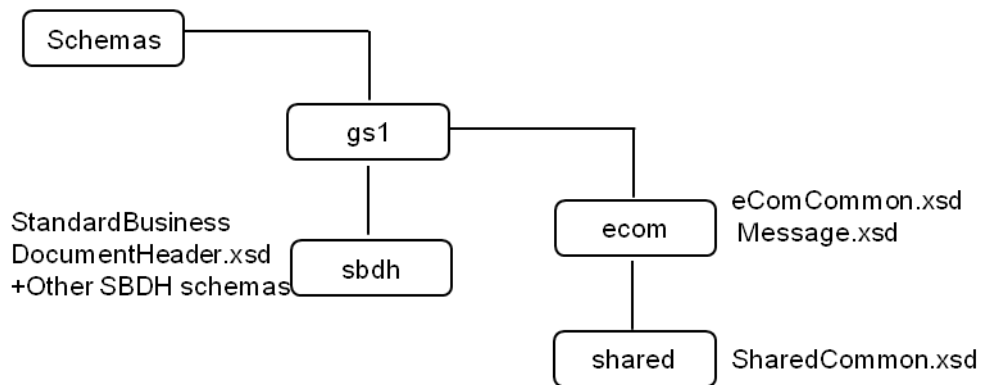 Schemas
gs1
StandardBusiness
DocumentHeader.xsd
+Other SBDH schemas
sbdh
ecom
eComCommon.xsd
Message.xsd
shared
SharedCommon.xsd